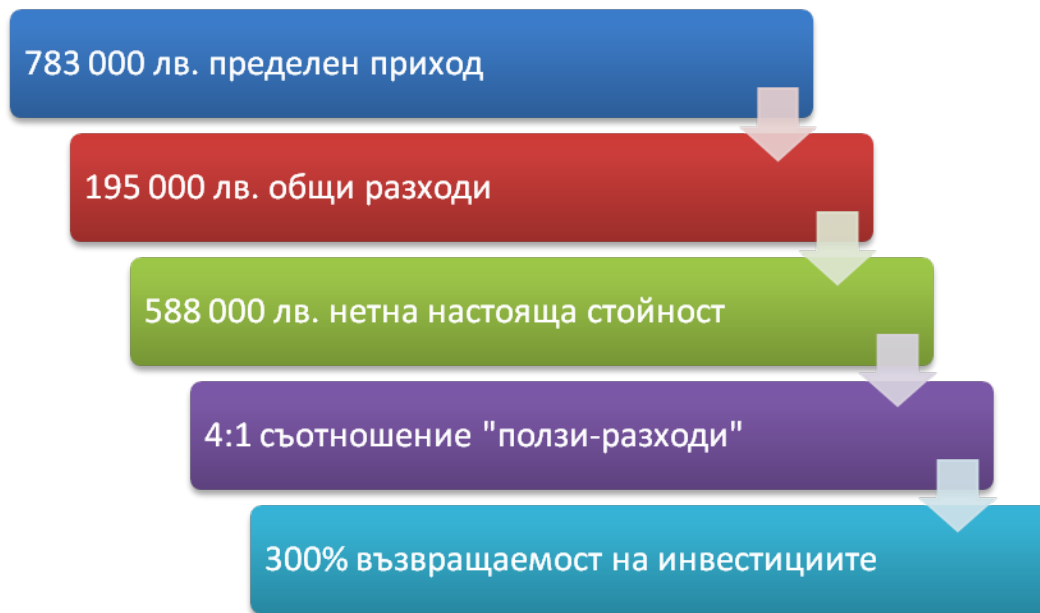 783 000 лв. пределен приход
195 000 лв. общи разходи
588 000 лв. нетна настояща стойност
4:1 съотношение "ползи-разходи"
300% възвращаемост на инвестициите